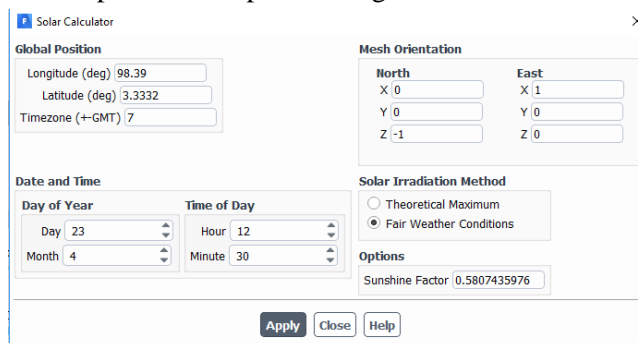 Solar Calculator
Global Position
Longitude (deg) 98.39
Latitude (deg) 3.3332
Timezone (+-GMT) 7
Mesh Orientation
North East
X 0 X 1
Y 0 Y 0
Z -1 Z 0
Date and Time
Day of Year Time of Day
Day 23 Hour 12
Month 4 Minute 30
Solar Irradiation Method
Theoretical Maximum
Fair Weather Conditions
Options
Sunshine Factor 0.5807435976
Apply Close Help